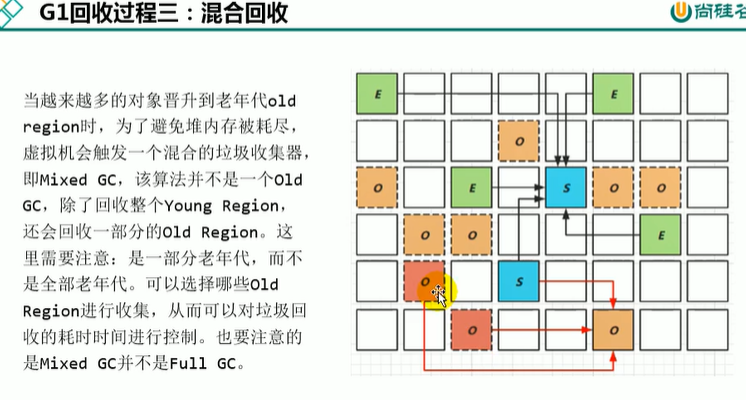 G1回收过程三：混合回收
尚硅谷
当越来越多的对象晋升到老年代old
region时，为了避免堆内存被耗尽，
虚拟机会触发一个混合的垃圾收集器，
即Mixed GC，该算法并不是一个Old
GC，除了回收整个Young Region，
还会回收一部分的Old Region。这
里需要注意：是一部分老年代，而不
是全部老年代。可以选择哪些Old
Region进行收集，从而可以对垃圾回
收的耗时时间进行控制。也要注意的
是Mixed GC并不是Full GC。
E E
O
O E S O O
O O E
O S
O O